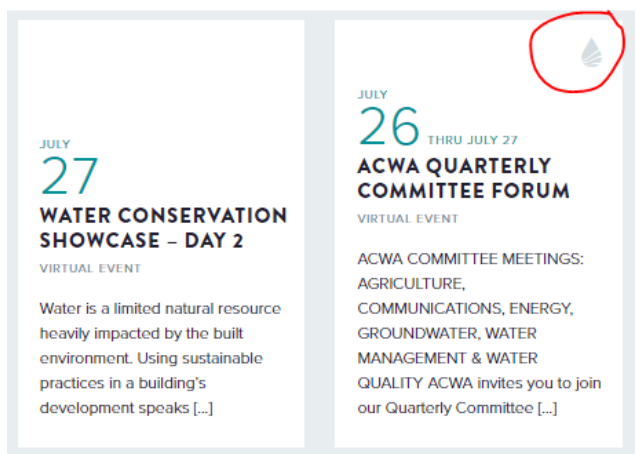 JULY
27
WATER CONSERVATION
SHOWCASE – DAY 2
VIRTUAL EVENT
Water is a limited natural resource
heavily impacted by the built
environment. Using sustainable
practices in a building's
development speaks [...]
JULY
26 THRU JULY 27
ACWA QUARTERLY
COMMITTEE FORUM
VIRTUAL EVENT
ACWA COMMITTEE MEETINGS:
AGRICULTURE,
COMMUNICATIONS, ENERGY,
GROUNDWATER, WATER
MANAGEMENT & WATER
QUALITY ACWA invites you to join
our Quarterly Committee [...]